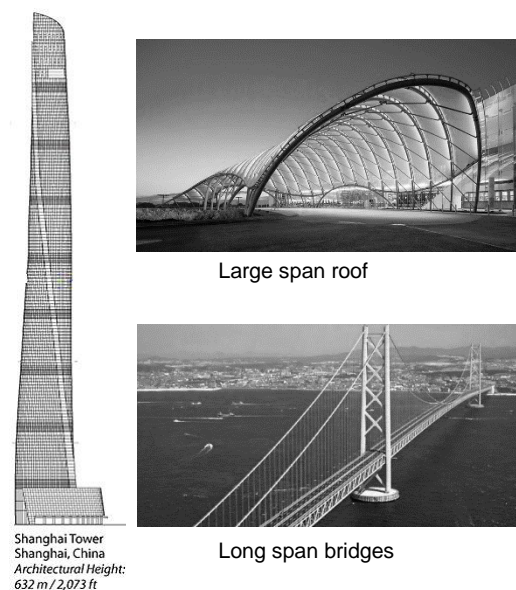 Large span roof
Long span bridges
Shanghai Tower
Shanghai, China
Architectural Height:
632 m / 2,073 ft